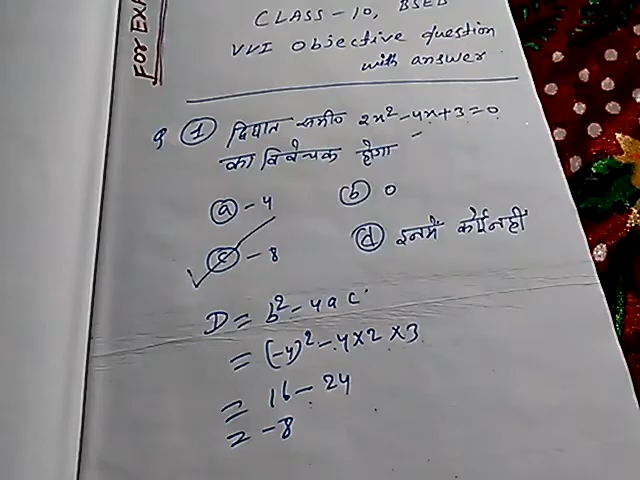 FOR EX
CLASS-10, BSEB
VVI Objective question
with answer
Q ① द्विघात समी० 2x²-4x+3=0
का विवेचक होगा
ⓐ -4 ⓑ 0
ⓒ -8 ⓓ इनमें कोई नहीं
D = b²-4ac
= (-4)²-4×2×3
= 16-24
= -8